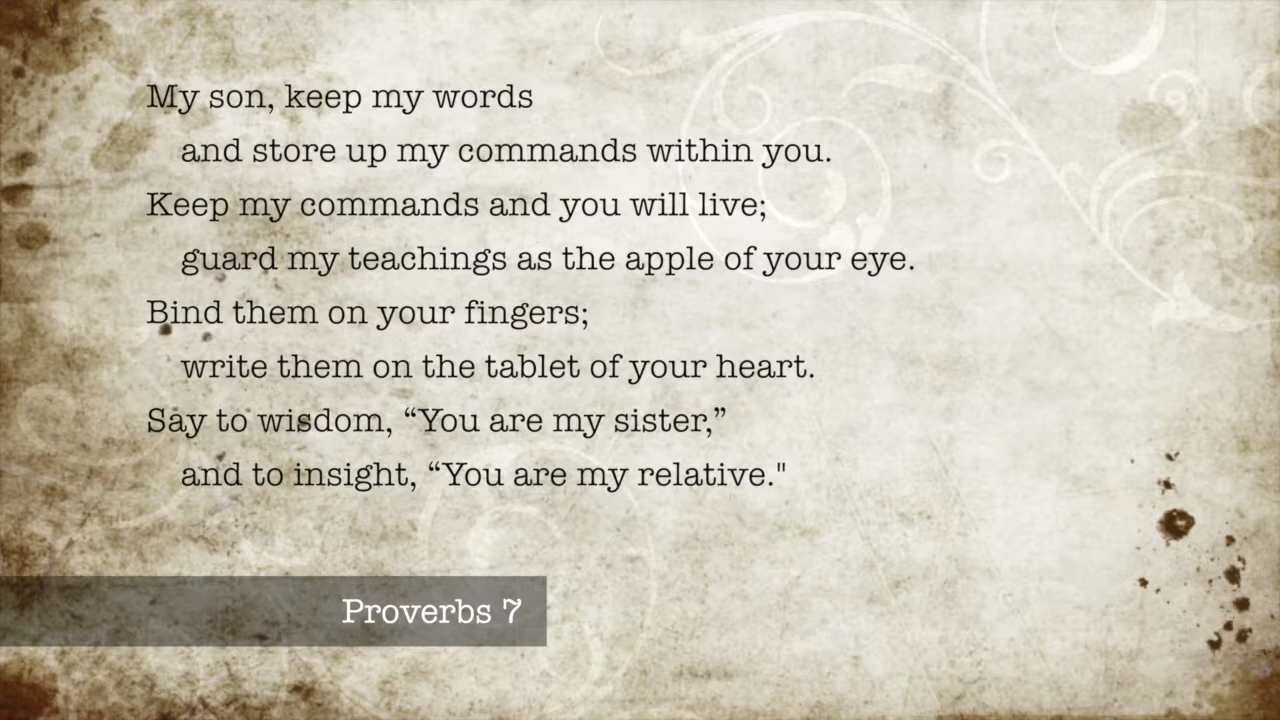 My son, keep my words
and store up my commands within you.
Keep my commands and you will live;
guard my teachings as the apple of your eye.
Bind them on your fingers;
write them on the tablet of your heart.
Say to wisdom, “You are my sister,”
and to insight, “You are my relative."
Proverbs 7